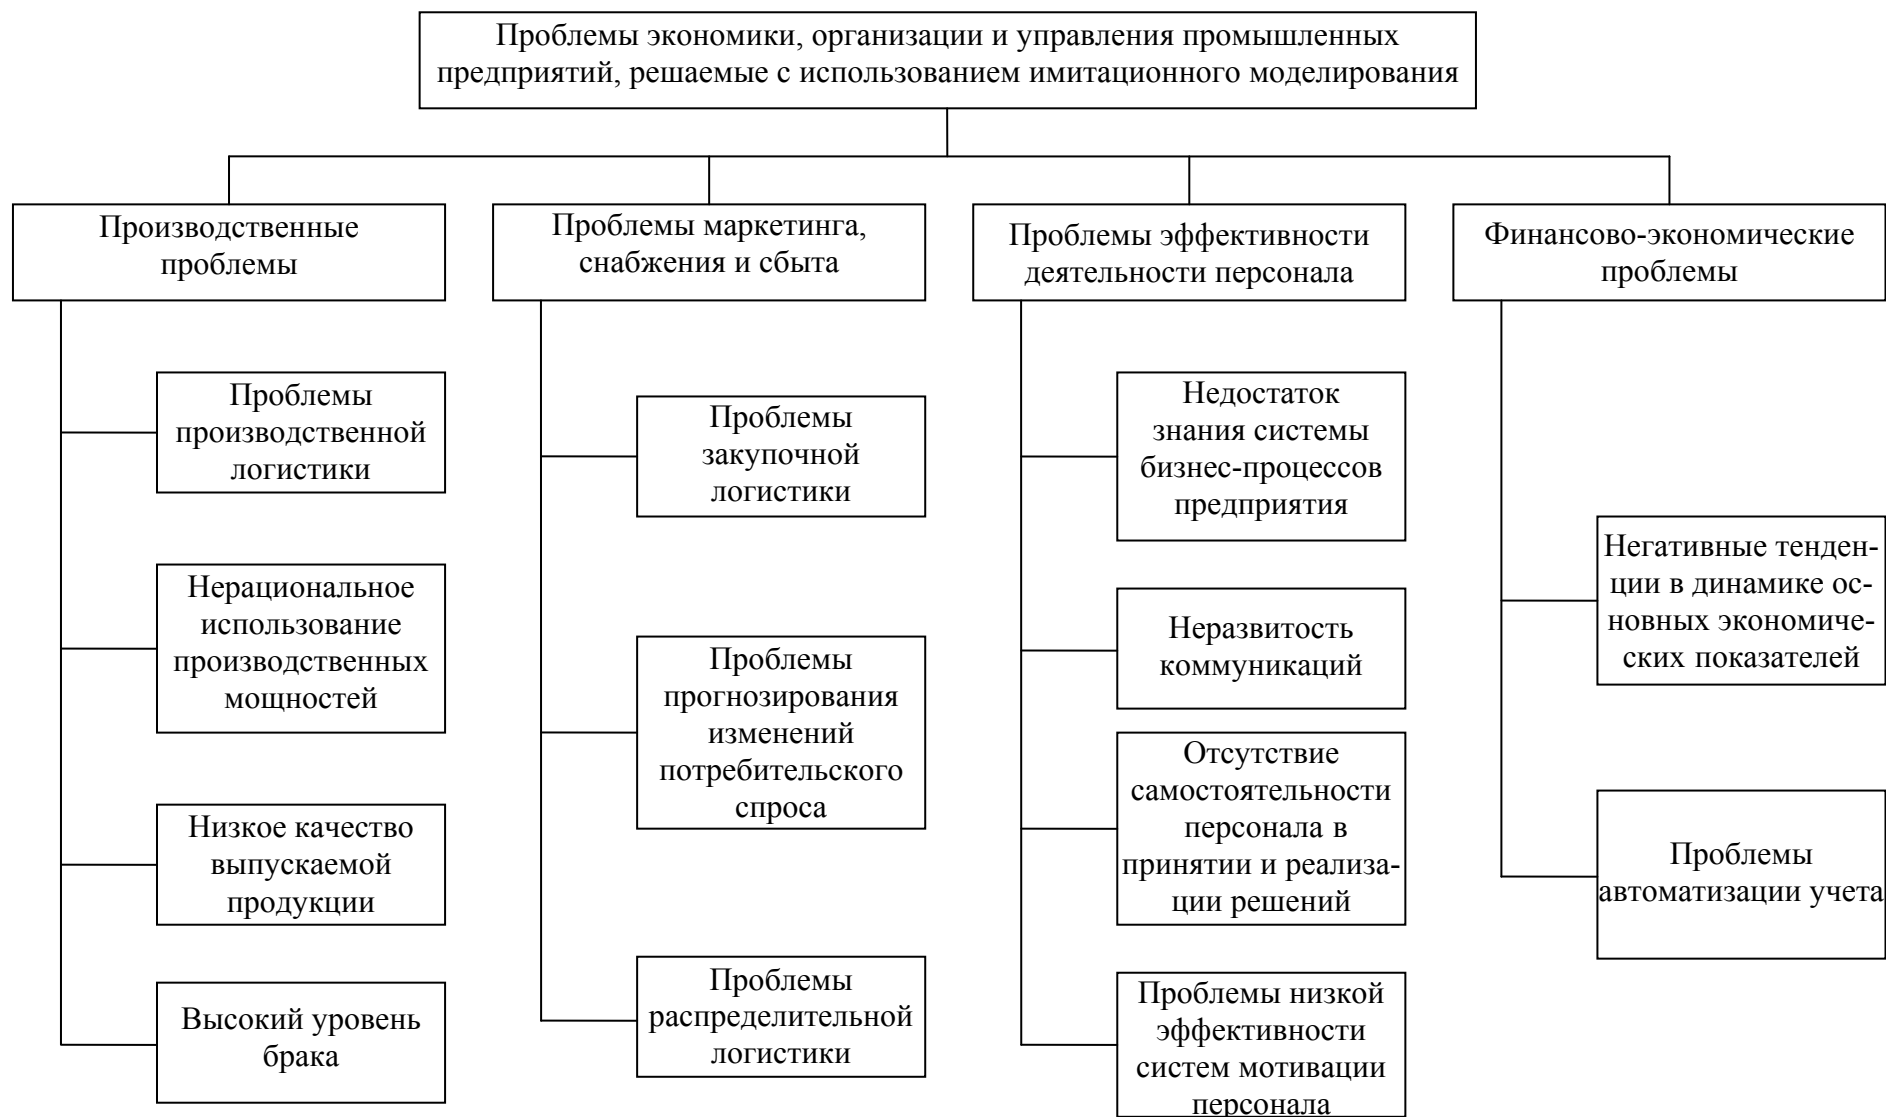 Проблемы экономики, организации и управления промышленных
предприятий, решаемые с использованием имитационного моделирования
Производственные
проблемы
Проблемы маркетинга,
снабжения и сбыта
Проблемы эффективности
деятельности персонала
Финансово-экономические
проблемы
Проблемы
производственной
логистики
Нерациональное
использование
производственных
мощностей
Низкое качество
выпускаемой
продукции
Высокий уровень
брака
Проблемы
закупочной
логистики
Проблемы
прогнозирования
изменений
потребительского
спроса
Проблемы
распределительной
логистики
Недостаток
знания системы
бизнес-процессов
предприятия
Неразвитость
коммуникаций
Отсутствие
самостоятельности
персонала в
принятии и реализа-
ции решений
Проблемы низкой
эффективности
систем мотивации
персонала
Негативные тенден-
ции в динамике ос-
новных экономиче-
ских показателей
Проблемы
автоматизации учета